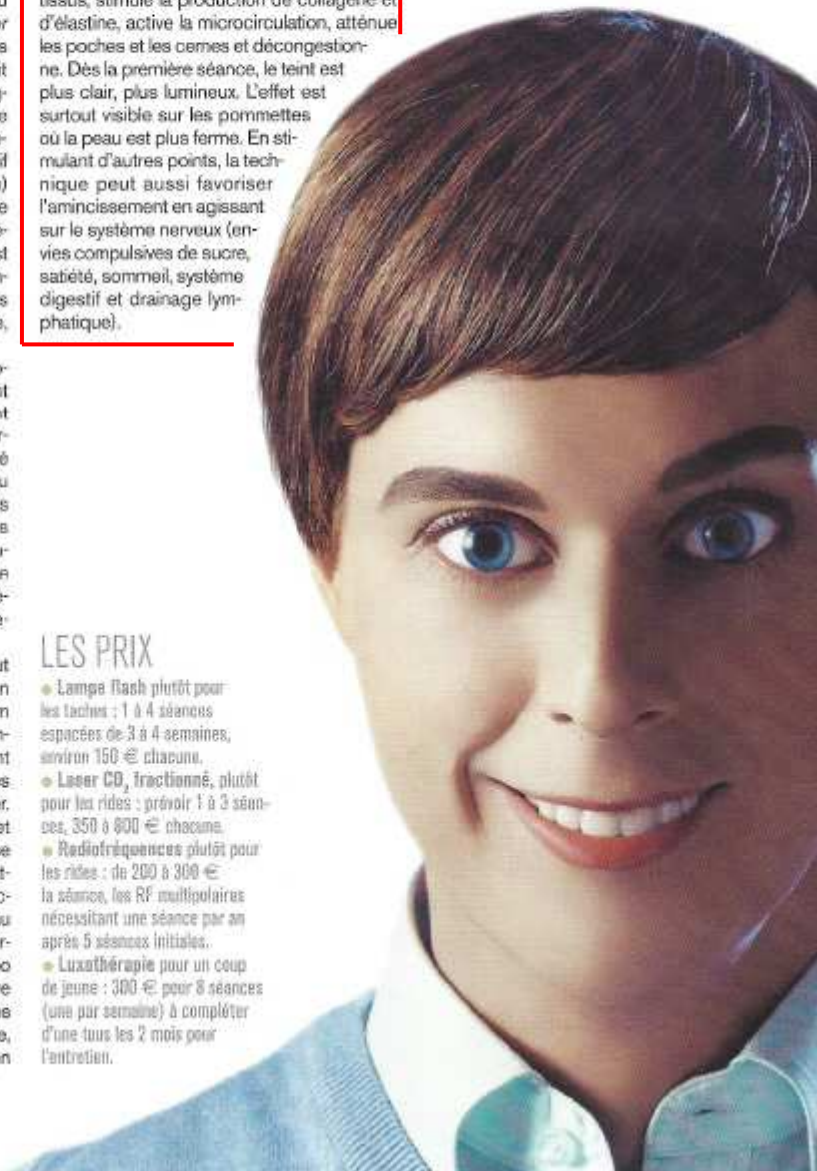 tissus, stimule la production de collagène et
d'élastine, active la microcirculation, atténue
les poches et les cernes et décongestion-
ne. Dès la première séance, le teint est
plus clair, plus lumineux. L'effet est
surtout visible sur les pommettes
où la peau est plus ferme. En sti-
mulant d'autres points, la tech-
nique peut aussi favoriser
l'amincissement en agissant
sur le système nerveux (en-
vies compulsives de sucre,
satiété, sommeil, système
digestif et drainage lym-
phatique).
LES PRIX
• Lampe flash plutôt pour
les taches : 1 à 4 séances
espacées de 3 à 4 semaines,
environ 150 € chacune.
• Laser CO₂ fractionné, plutôt
pour les rides : prévoir 1 à 3 séan-
ces, 350 à 800 € chacune.
• Radiofréquences plutôt pour
les rides : de 200 à 300 €
la séance, les RF multipolaires
nécessitant une séance par an
après 5 séances initiales.
• Luxothérapie pour un coup
de jeune : 300 € pour 8 séances
(une par semaine) à compléter
d'une tous les 2 mois pour
l'entretien.